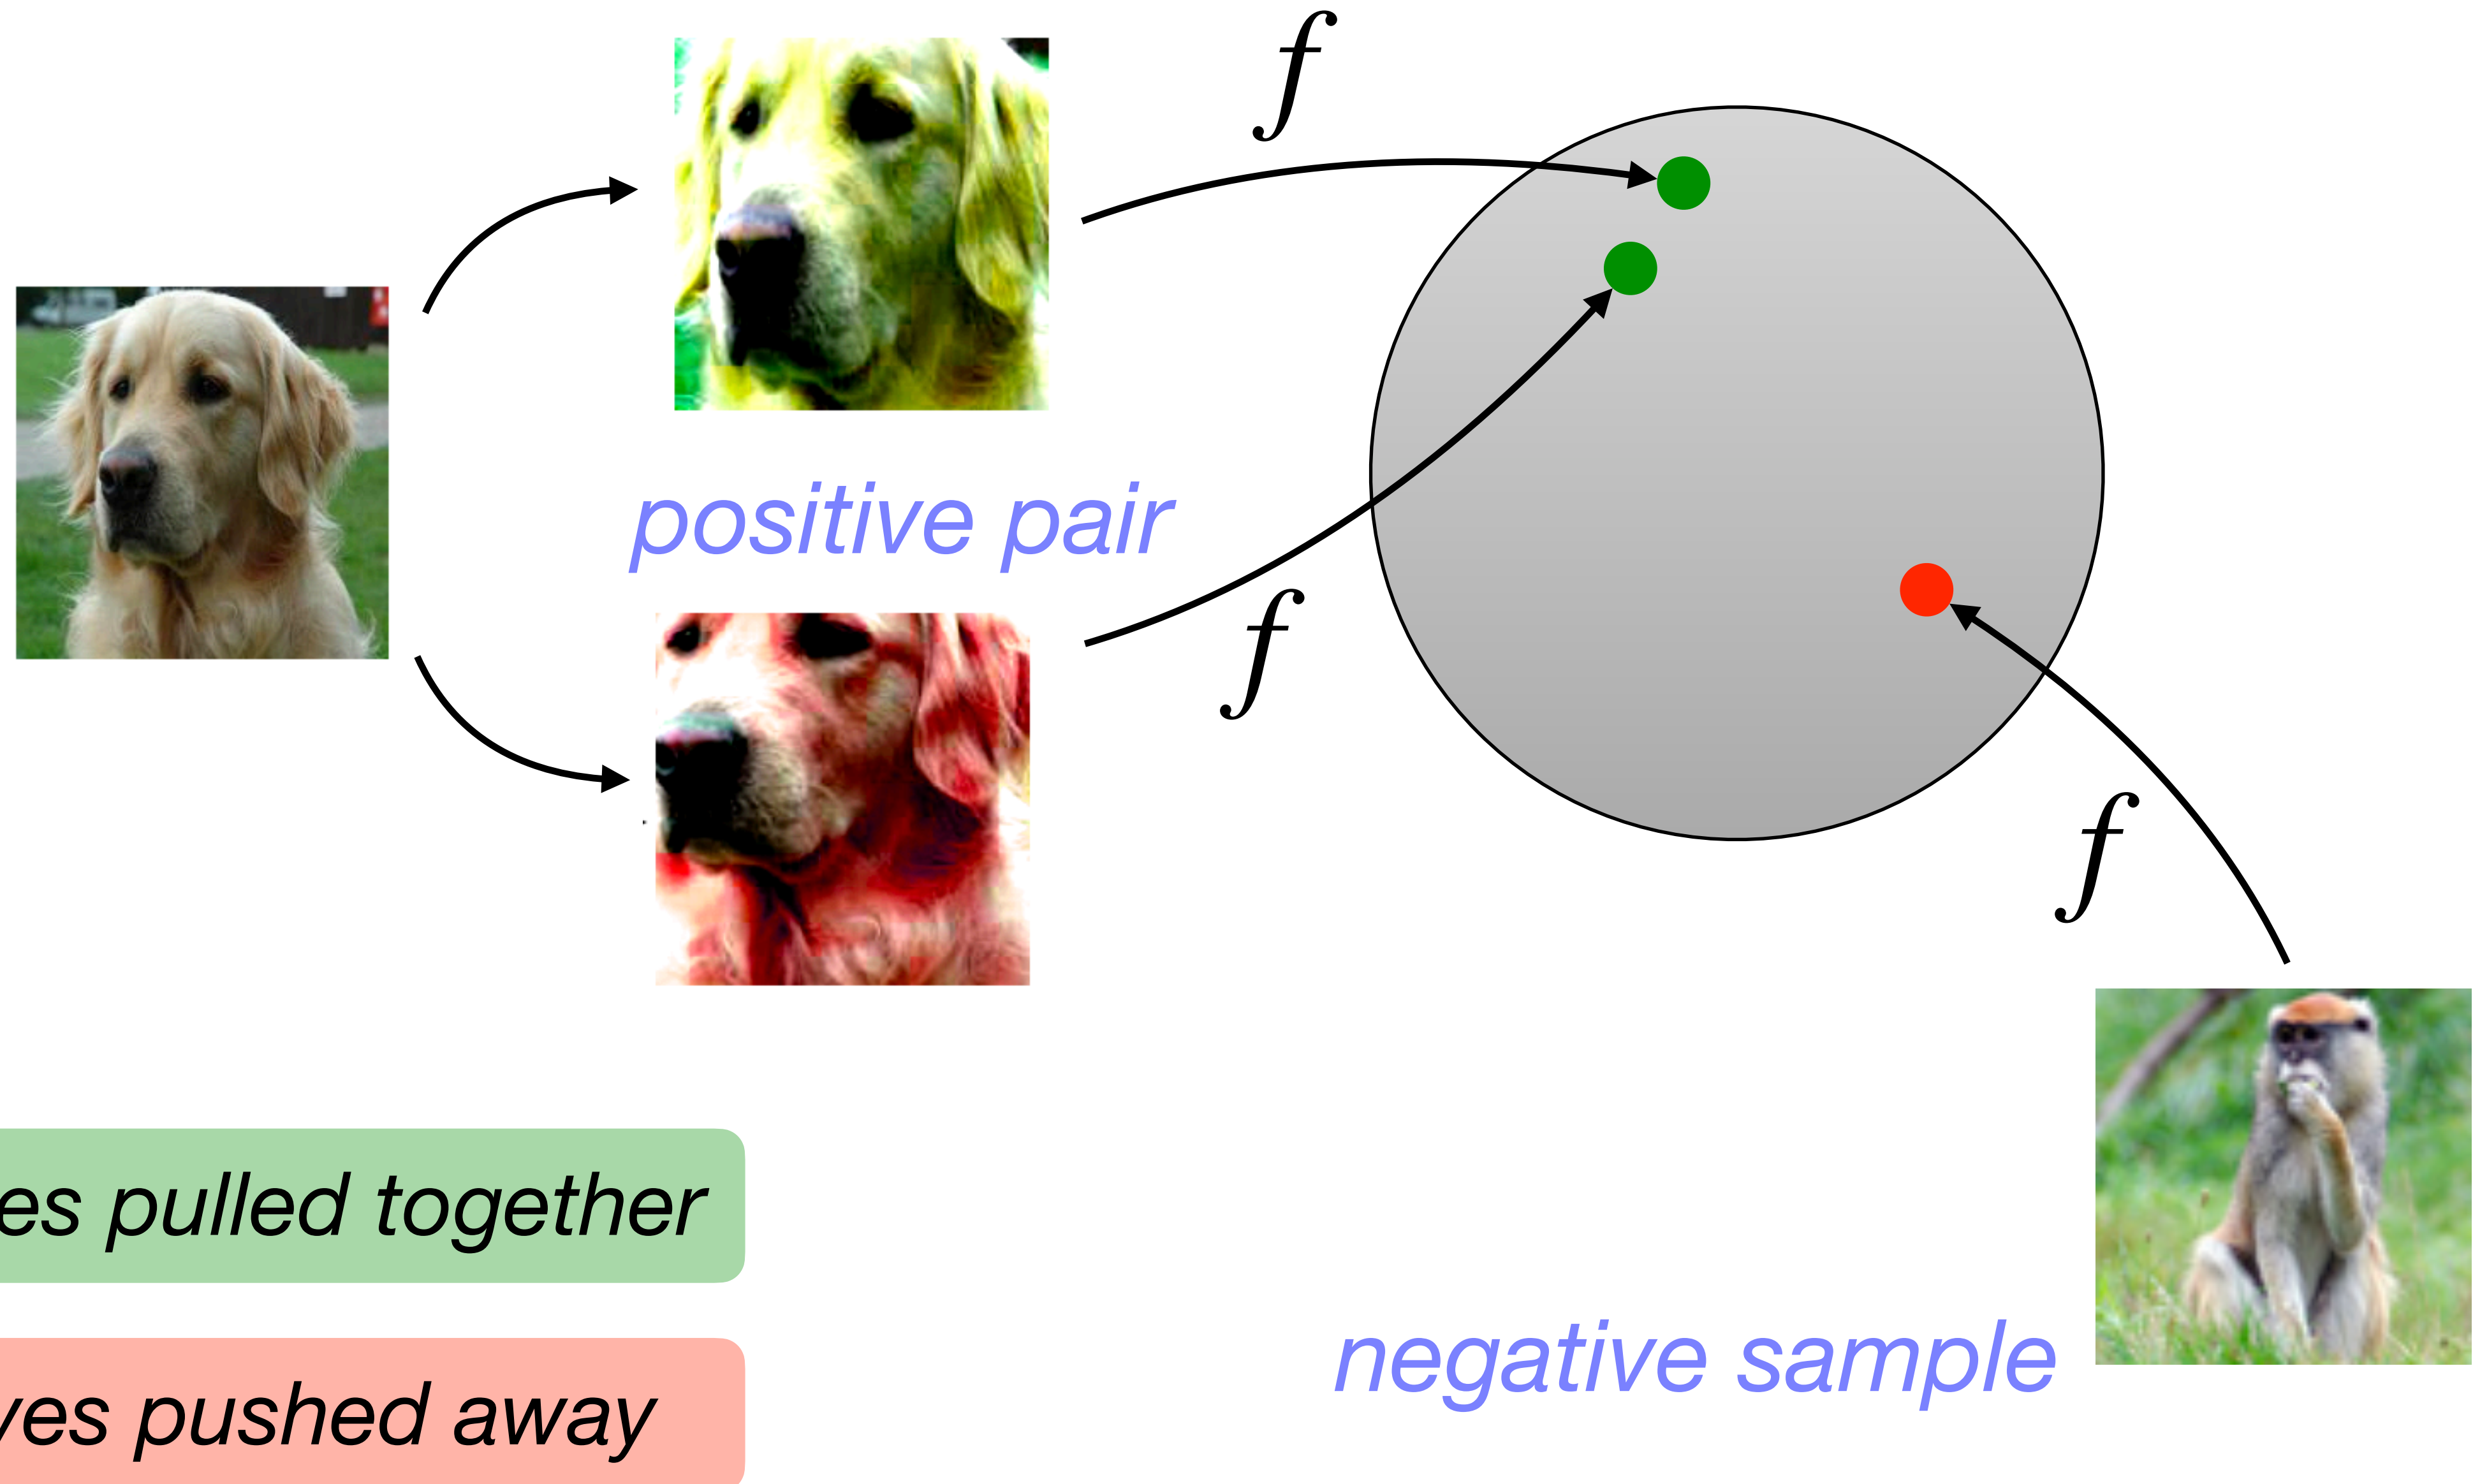 f
positive pair
f
f
es pulled together
negative sample
ves pushed away